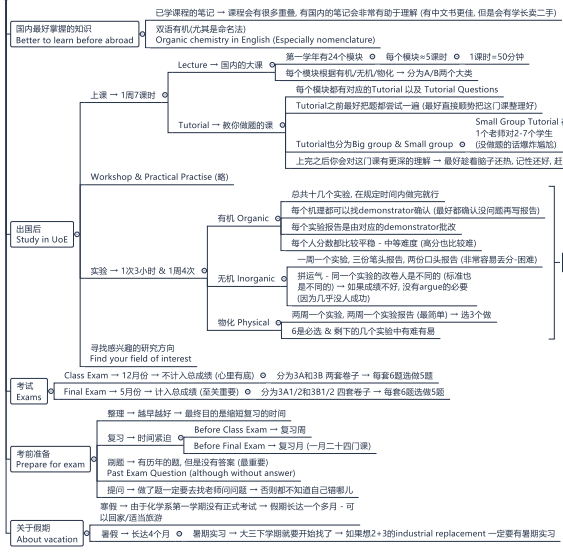 已学课程的笔记 → 课程会有很多重叠, 有国内的笔记会非常有助于理解 (有中文书更佳, 但是会有学长卖二手)
国内最好掌握的知识
Better to learn before abroad
双语有机(尤其是命名法)
Organic chemistry in English (Especially nomenclature)
出国后
Study in UoE
上课 → 1周7课时
Lecture → 国内的大课
第一学年有24个模块
每个模块≈5课时
1课时=50分钟
每个模块根据有机/无机/物化 → 分为A/B两个大类
Tutorial → 教你做题的课
每个模块都有对应的Tutorial 以及 Tutorial Questions
Tutorial之前最好把题都尝试一遍 (最好直接顺势把这门课整理好)
Tutorial也分为Big group & Small group
Small Group Tutorial
1个老师对2-7个学生
(没做题的话爆炸尴尬)
上完之后你会对这门课有更深的理解 → 最好趁着脑子还热, 记性还好, 赶
Workshop & Practical Practise (略)
实验 → 1次3小时 & 1周4次
有机 Organic
总共十几个实验, 在规定时间内做完就行
每个机理都可以找demonstrator确认 (最好都确认没问题再写报告)
每个实验报告是由对应的demonstrator批改
每个人分数都比较平稳 - 中等难度 (高分也比较难)
无机 Inorganic
一周一个实验, 三份笔头报告, 两份口头报告 (非常容易丢分-困难)
拼运气 - 同一个实验的改卷人是不同的 (标准也
是不同的) → 如果成绩不好, 没有argue的必要
(因为几乎没人成功)
物化 Physical
两周一个实验, 两周一个实验报告 (最简单) → 选3个做
6是必选 & 剩下的几个实验中有难有易
寻找感兴趣的研究方向
Find your field of interest
考试
Exams
Class Exam → 12月份 → 不计入总成绩 (心里有底)
分为3A和3B 两套卷子 → 每套6题选做5题
Final Exam → 5月份 → 计入总成绩 (至关重要)
分为3A1/2和3B1/2 四套卷子 → 每套6题选做5题
考前准备
Prepare for exam
整理 → 越早越好 → 最终目的是缩短复习的时间
复习 → 时间紧迫
Before Class Exam → 复习周
Before Final Exam → 复习月 (一月二十四门课)
刷题 → 有历年的题, 但是没有答案 (最重要)
Past Exam Question (although without answer)
提问 → 做了题一定要去找老师问问题 → 否则都不知道自己错哪儿
关于假期
About vacation
寒假 → 由于化学系第一学期没有正式考试 → 假期长达一个多月 - 可
以回家/适当旅游
暑假 → 长达4个月
暑期实习 → 大三下学期就要开始找了 → 如果想2+3的industrial replacement 一定要有暑期实习